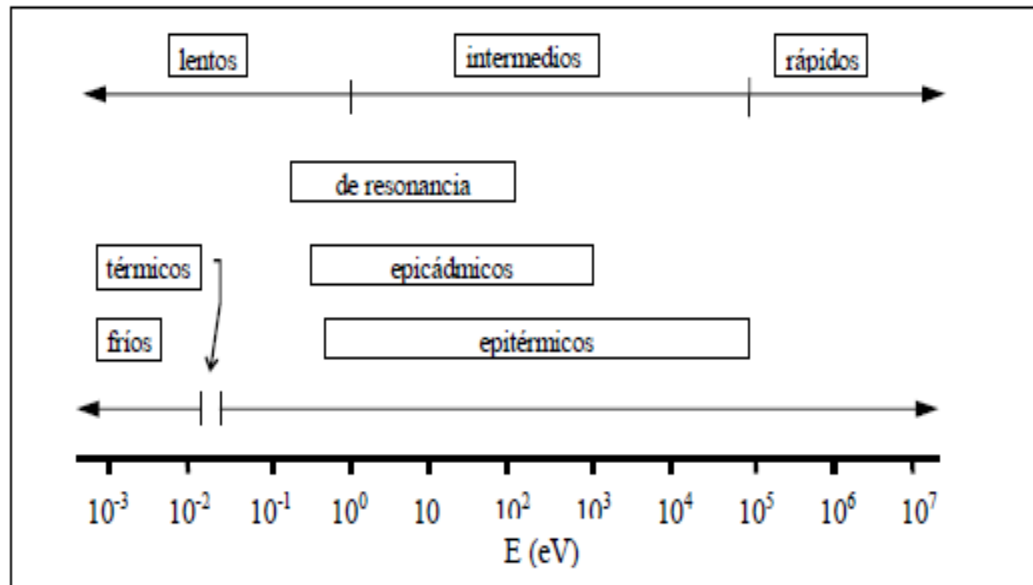 lentos intermedios rápidos
de resonancia
térmicos epicádmicos
fríos epitérmicos
10⁻³ 10⁻² 10⁻¹ 10⁰ 10 10² 10³ 10⁴ 10⁵ 10⁶ 10⁷
E (eV)